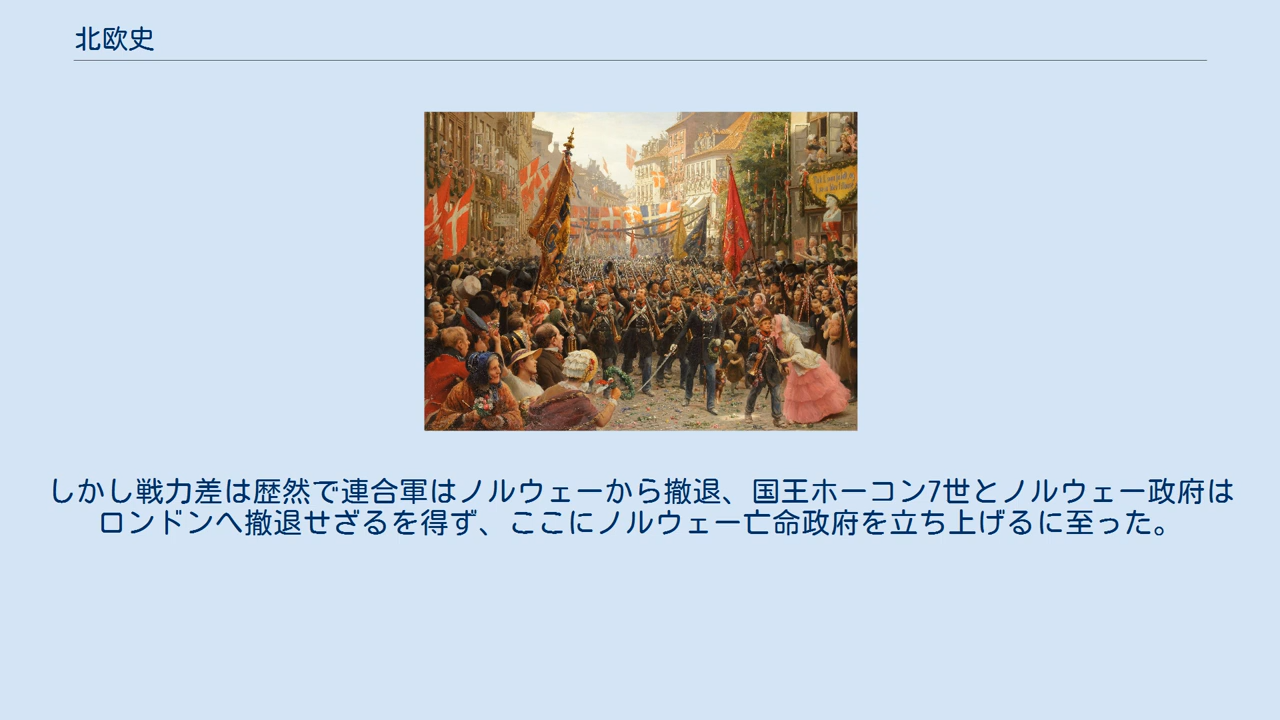 北欧史
しかし戦力差は歴然で連合軍はノルウェーから撤退、国王ホーコン7世とノルウェー政府は
ロンドンへ撤退せざるを得ず、ここにノルウェー亡命政府を立ち上げるに至った。